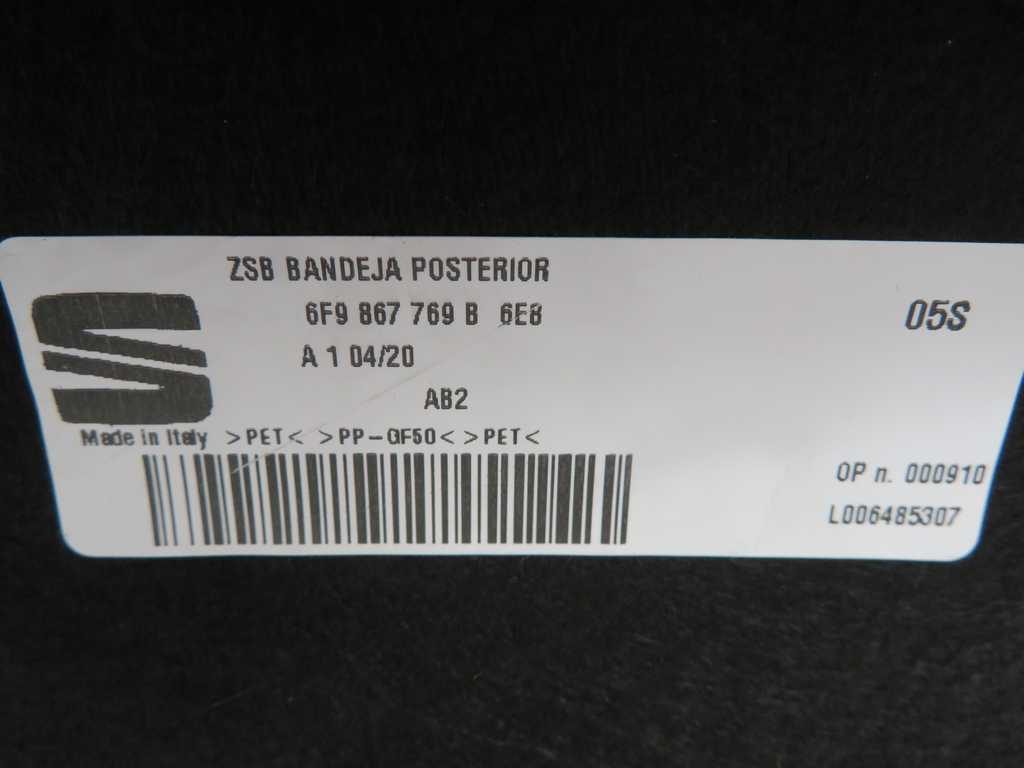 ZSB BANDEJA POSTERIOR
6F9 867 769 B 6E8
05S
A 1 04/20
AB2
Made in Italy >PET< >PP-GF50< >PET<
OP n. 000910
L006485307